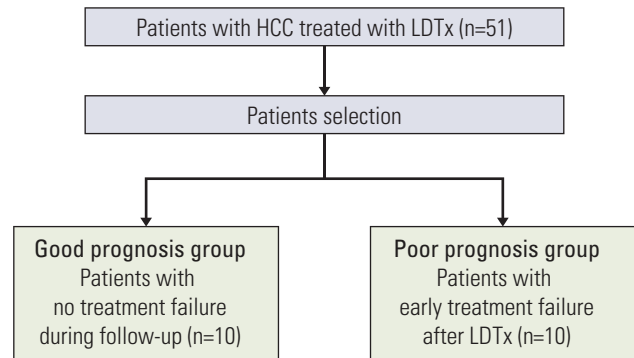 Patients with HCC treated with LDTx (n=51)
Patients selection
Good prognosis group
Patients with
no treatment failure
during follow-up (n=10)
Poor prognosis group
Patients with
early treatment failure
after LDTx (n=10)